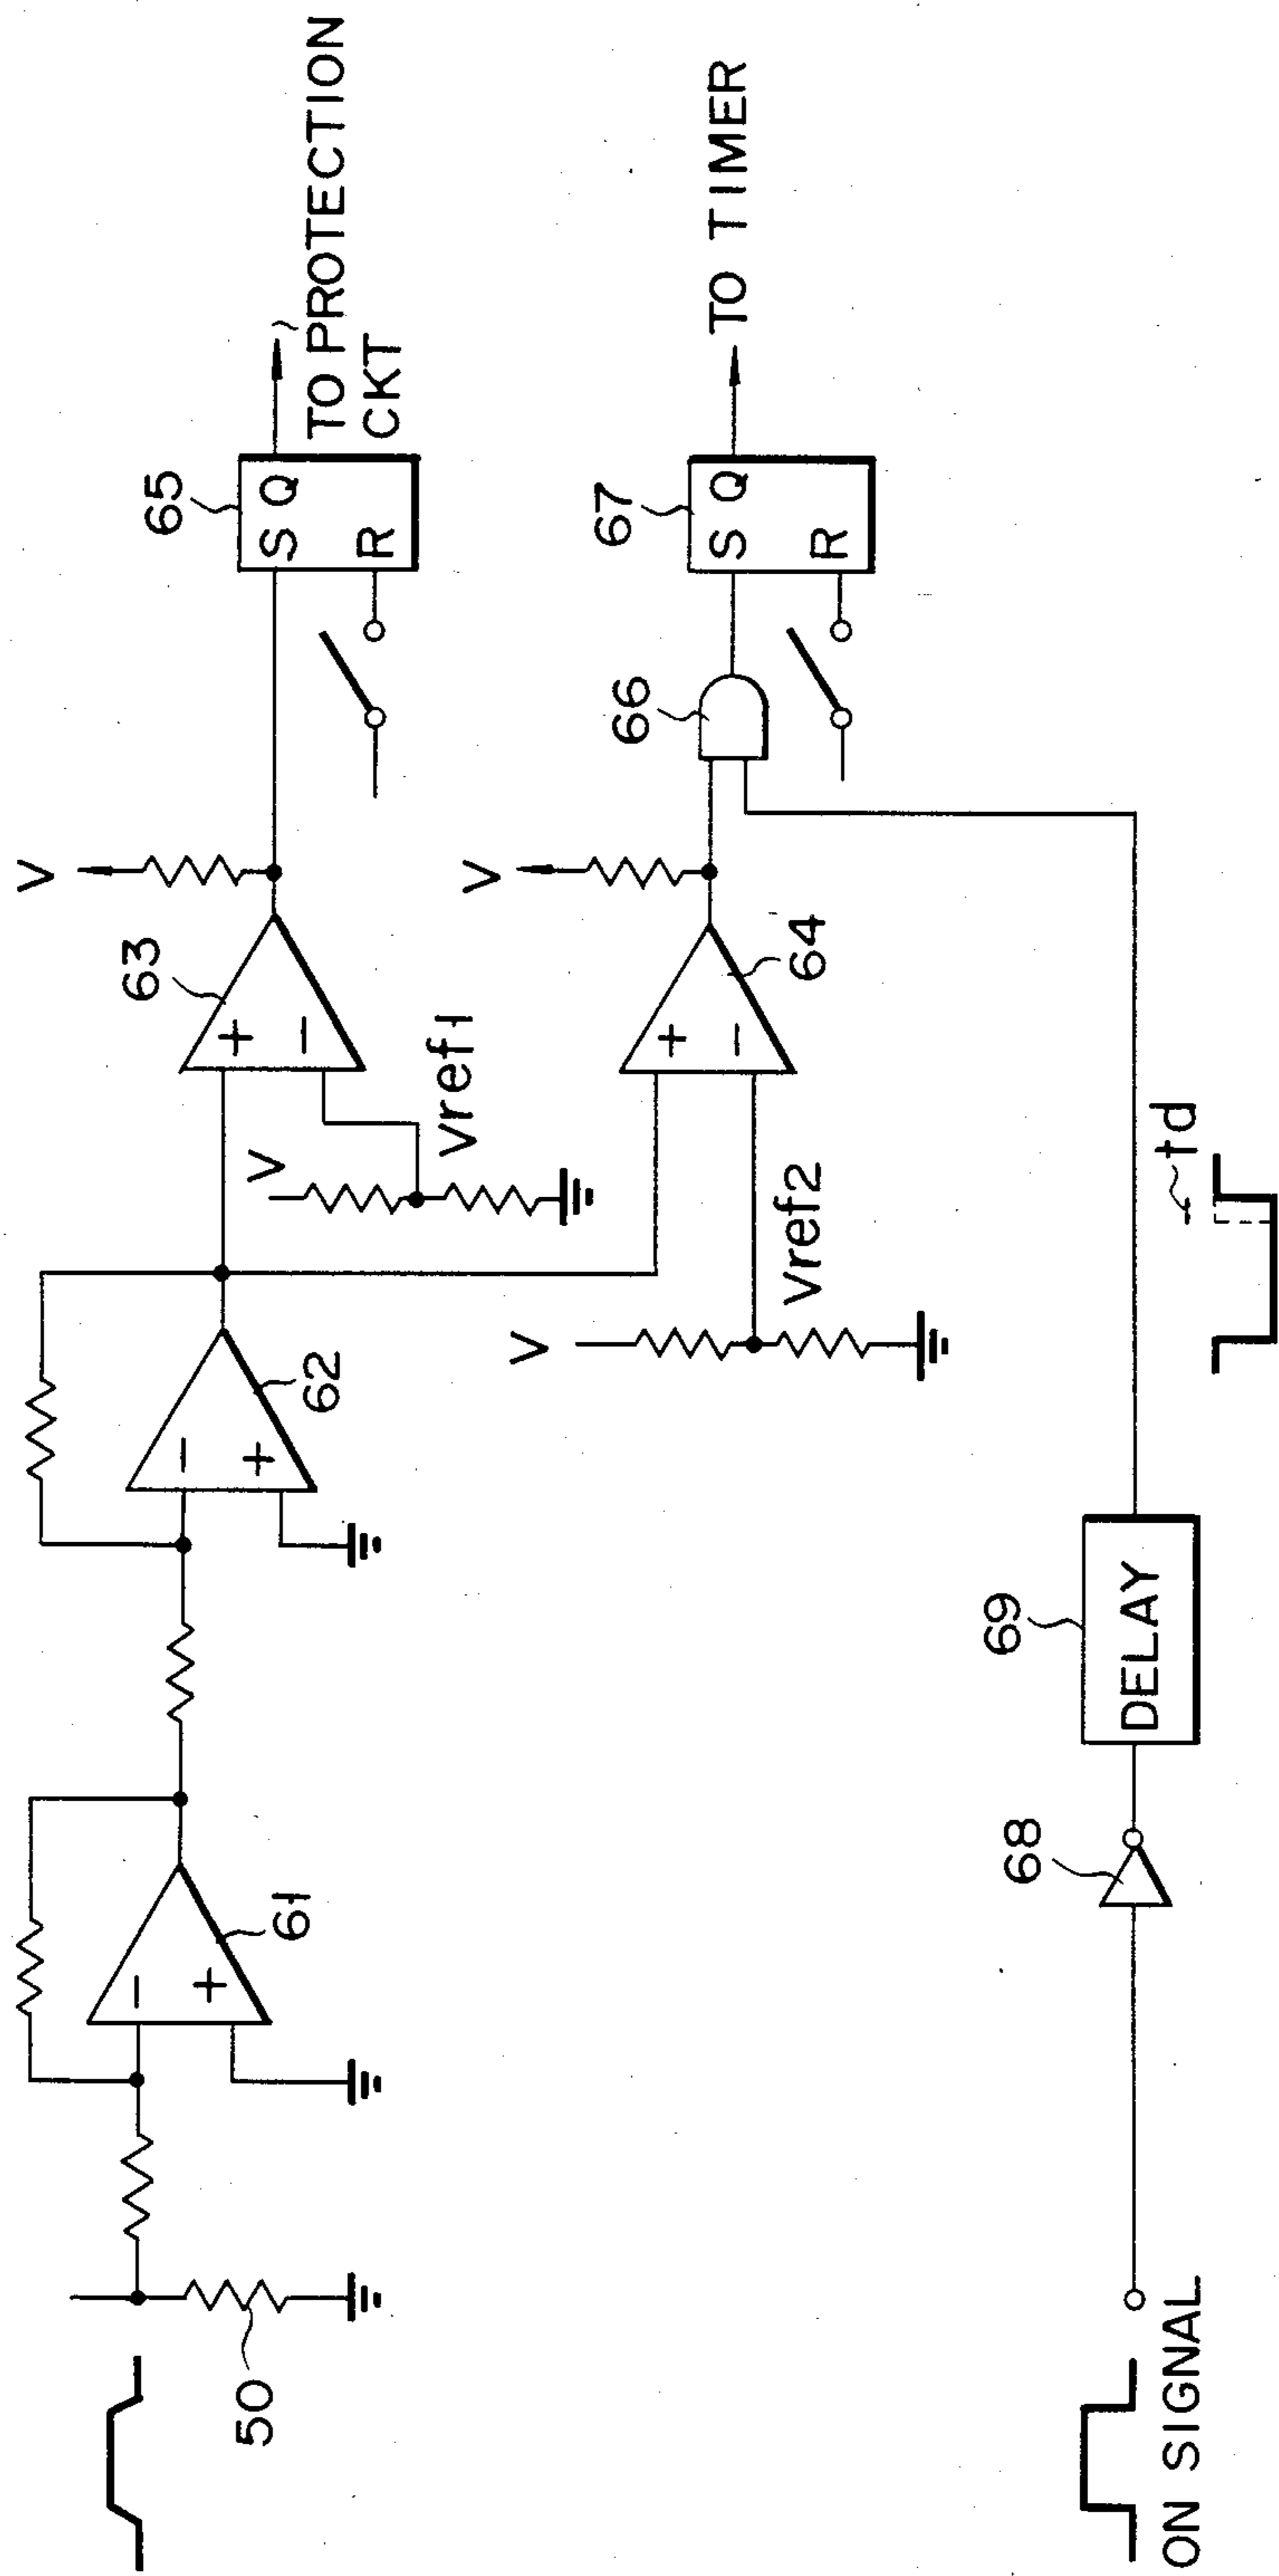 TO PROTECTION
CKT
65
S Q
R
V
63
+
−
Vref1
V
62
−
+
61
−
+
50
TO TIMER
67
S Q
R
66
V
64
+
−
Vref2
V
td
69
DELAY
68
ON SIGNAL